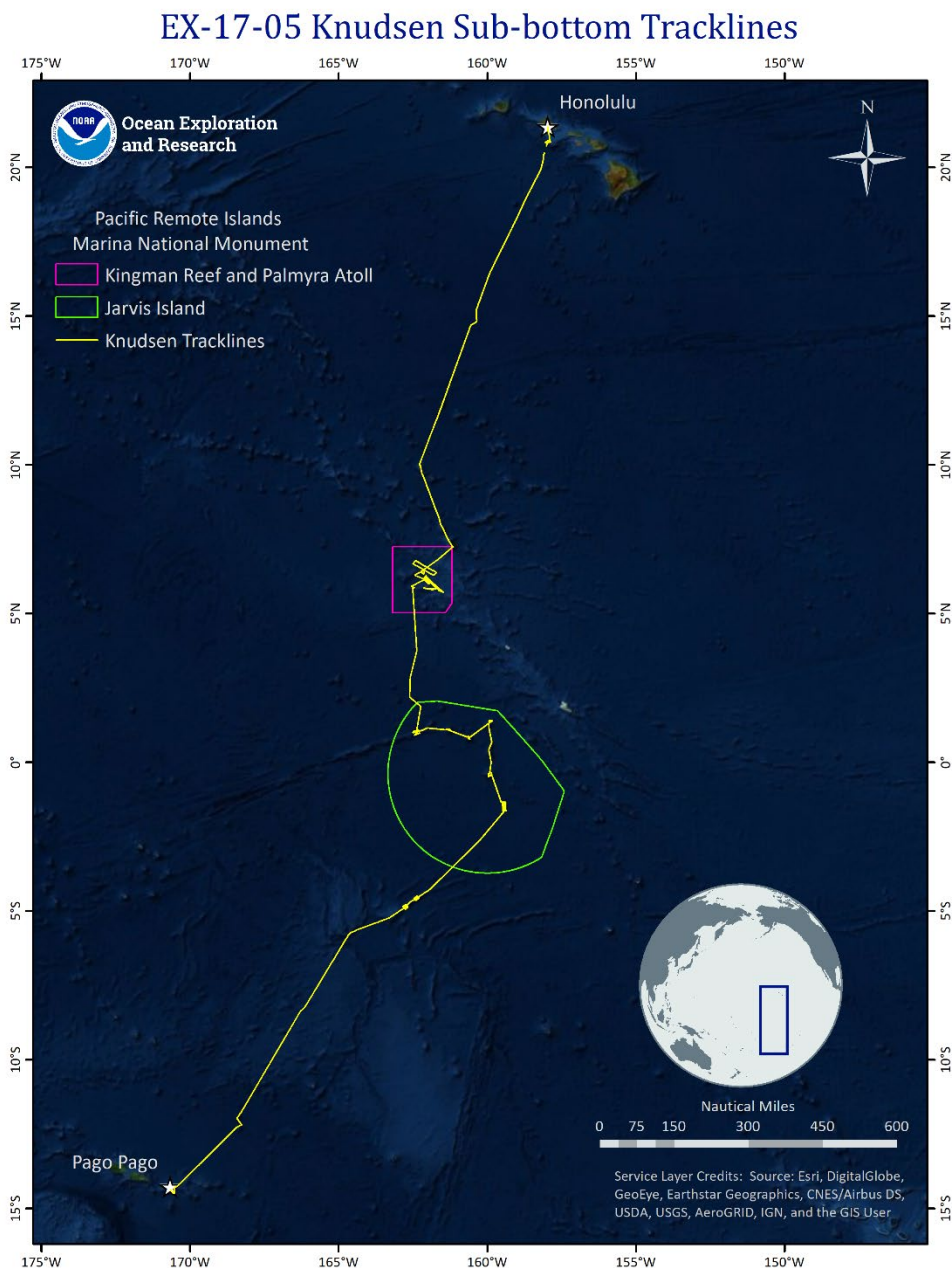 EX-17-05 Knudsen Sub-bottom Tracklines
175°W 170°W 165°W 160°W 155°W 150°W
Honolulu
N
NOAA
Ocean Exploration
and Research
20°N 20°N
Pacific Remote Islands
Marina National Monument
Kingman Reef and Palmyra Atoll
Jarvis Island
Knudsen Tracklines
15°N 15°N
10°N 10°N
5°N 5°N
0° 0°
5°S 5°S
10°S 10°S
Nautical Miles
0 75 150 300 450 600
Pago Pago
Service Layer Credits: Source: Esri, DigitalGlobe,
GeoEye, Earthstar Geographics, CNES/Airbus DS,
USDA, USGS, AeroGRID, IGN, and the GIS User
15°S 15°S
175°W 170°W 165°W 160°W 155°W 150°W